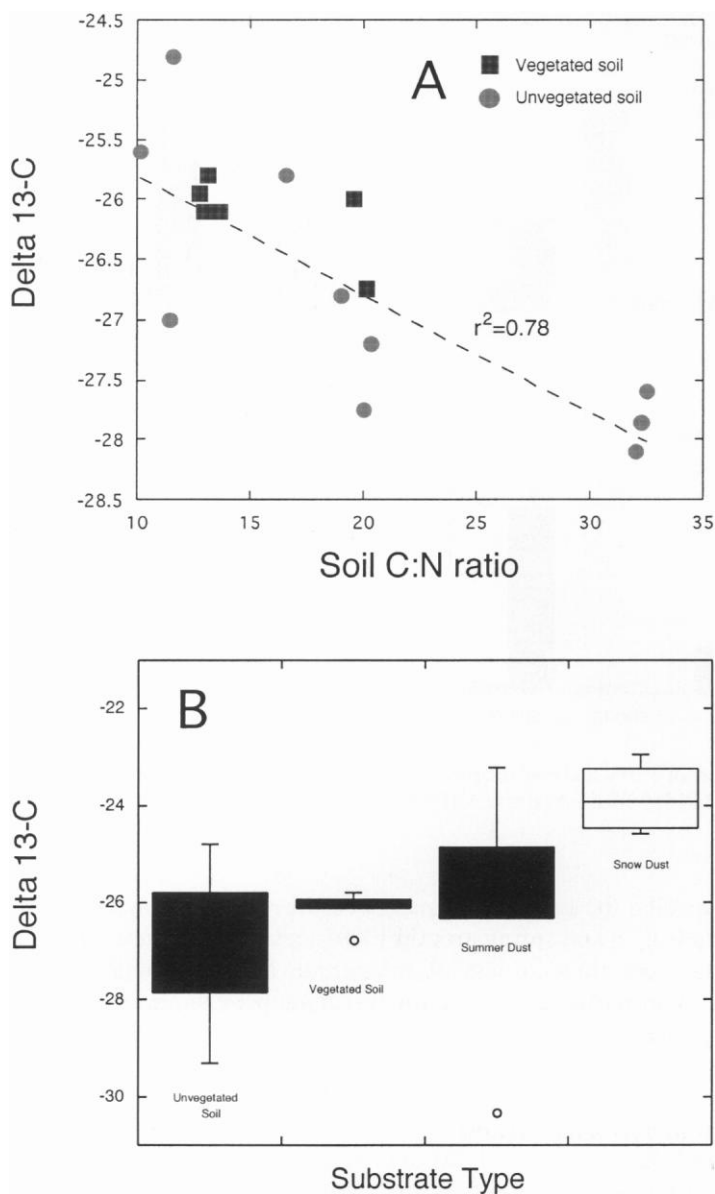 -24.5
-25
-25.5
-26
-26.5
-27
-27.5
-28
-28.5
Delta 13-C
A
Vegetated soil
Unvegetated soil
r²=0.78
10 15 20 25 30 35
Soil C:N ratio
-22
-24
-26
-28
-30
Delta 13-C
B
Snow Dust
Summer Dust
Vegetated Soil
Unvegetated
Soil
Substrate Type